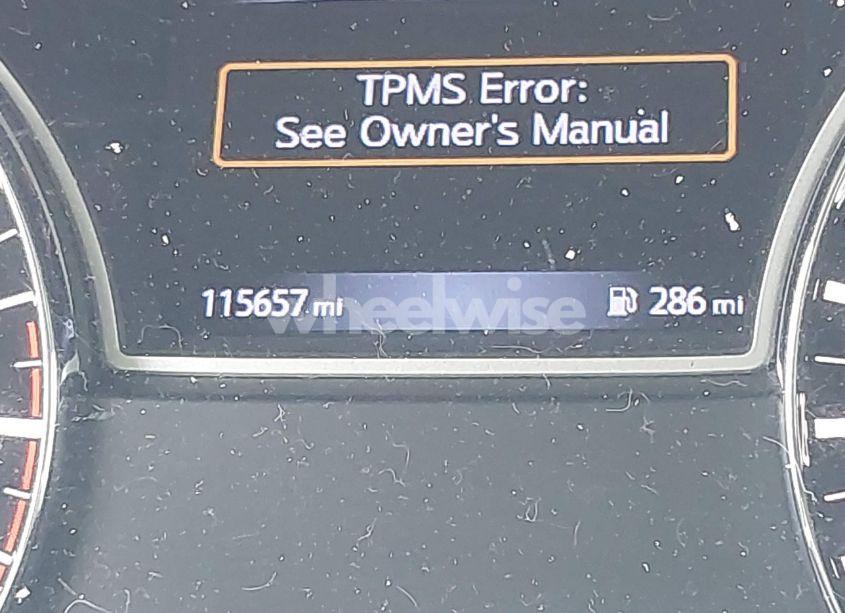 TPMS Error:
See Owner's Manual
115657 mi 286 mi
wheelwise